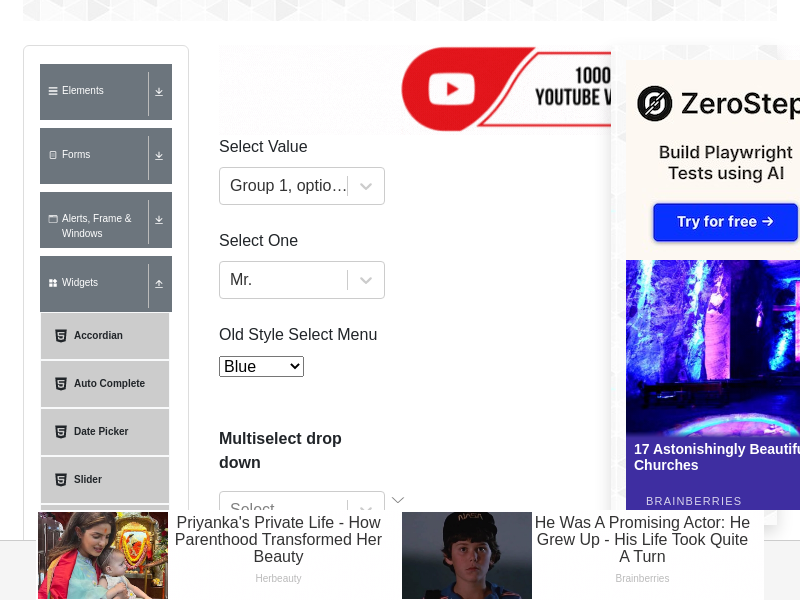 Elements
Forms
Alerts, Frame &
Windows
Widgets
Accordian
Auto Complete
Date Picker
Slider
1000
YOUTUBE
Select Value
Group 1, optio…
Select One
Mr.
Old Style Select Menu
Blue
Multiselect drop
down
Select
ZeroStep
Build Playwright
Tests using AI
Try for free →
17 Astonishingly
Churches
BRAINBERRIES
Priyanka's Private Life - How
Parenthood Transformed Her
Beauty
Herbeauty
NASA
He Was A Promising Actor: He
Grew Up - His Life Took Quite
A Turn
Brainberries